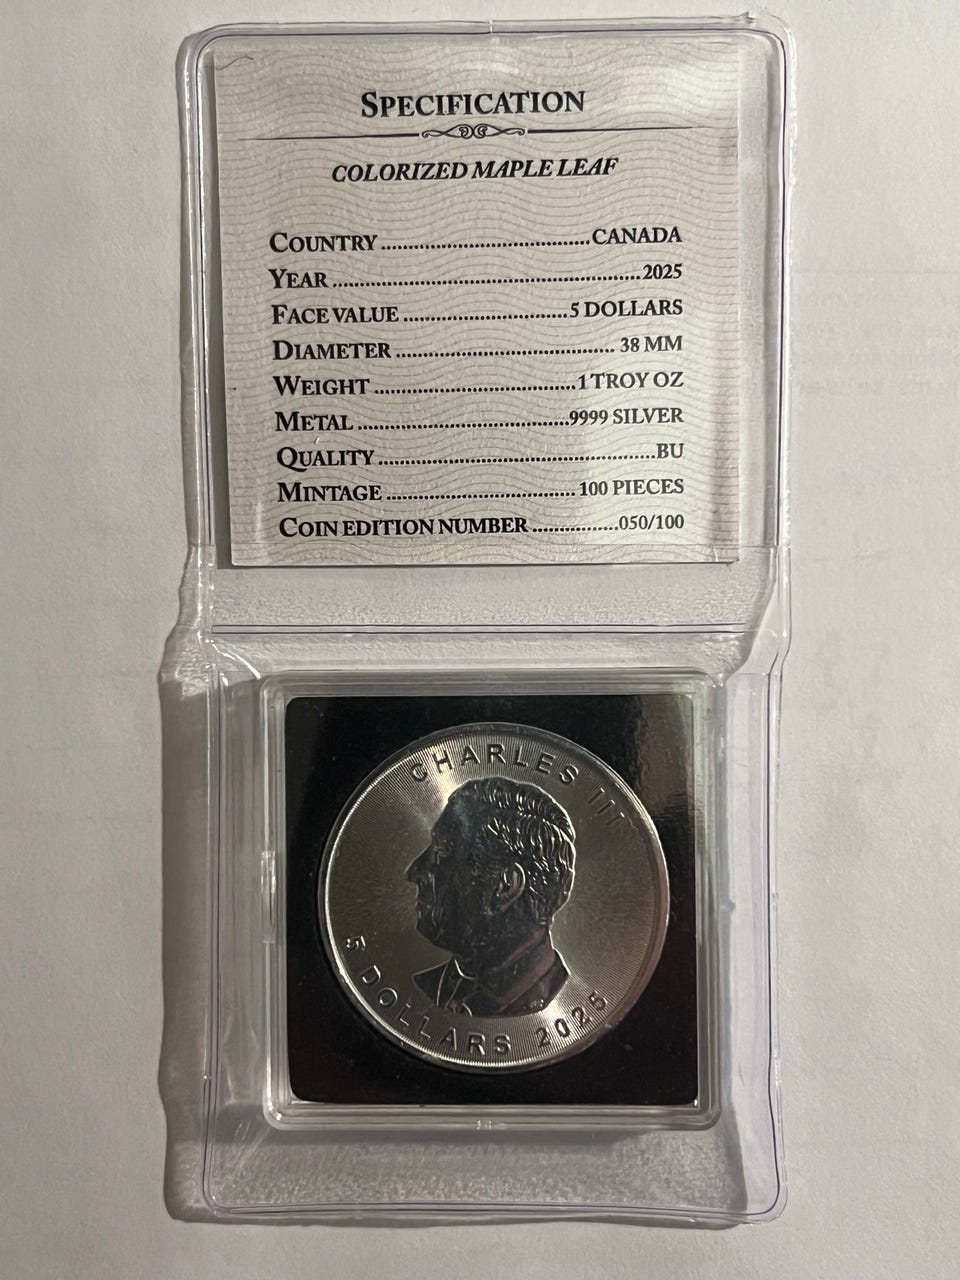 SPECIFICATION
COLORIZED MAPLE LEAF
COUNTRY..................................CANADA
YEAR.................................................2025
FACE VALUE ..........................5 DOLLARS
DIAMETER ................................... 38 MM
WEIGHT ................................1 TROY OZ
METAL ..................................9999 SILVER
QUALITY............................................BU
MINTAGE ............................. 100 PIECES
COIN EDITION NUMBER ..............050/100
CHARLES III
5 DOLLARS 2025